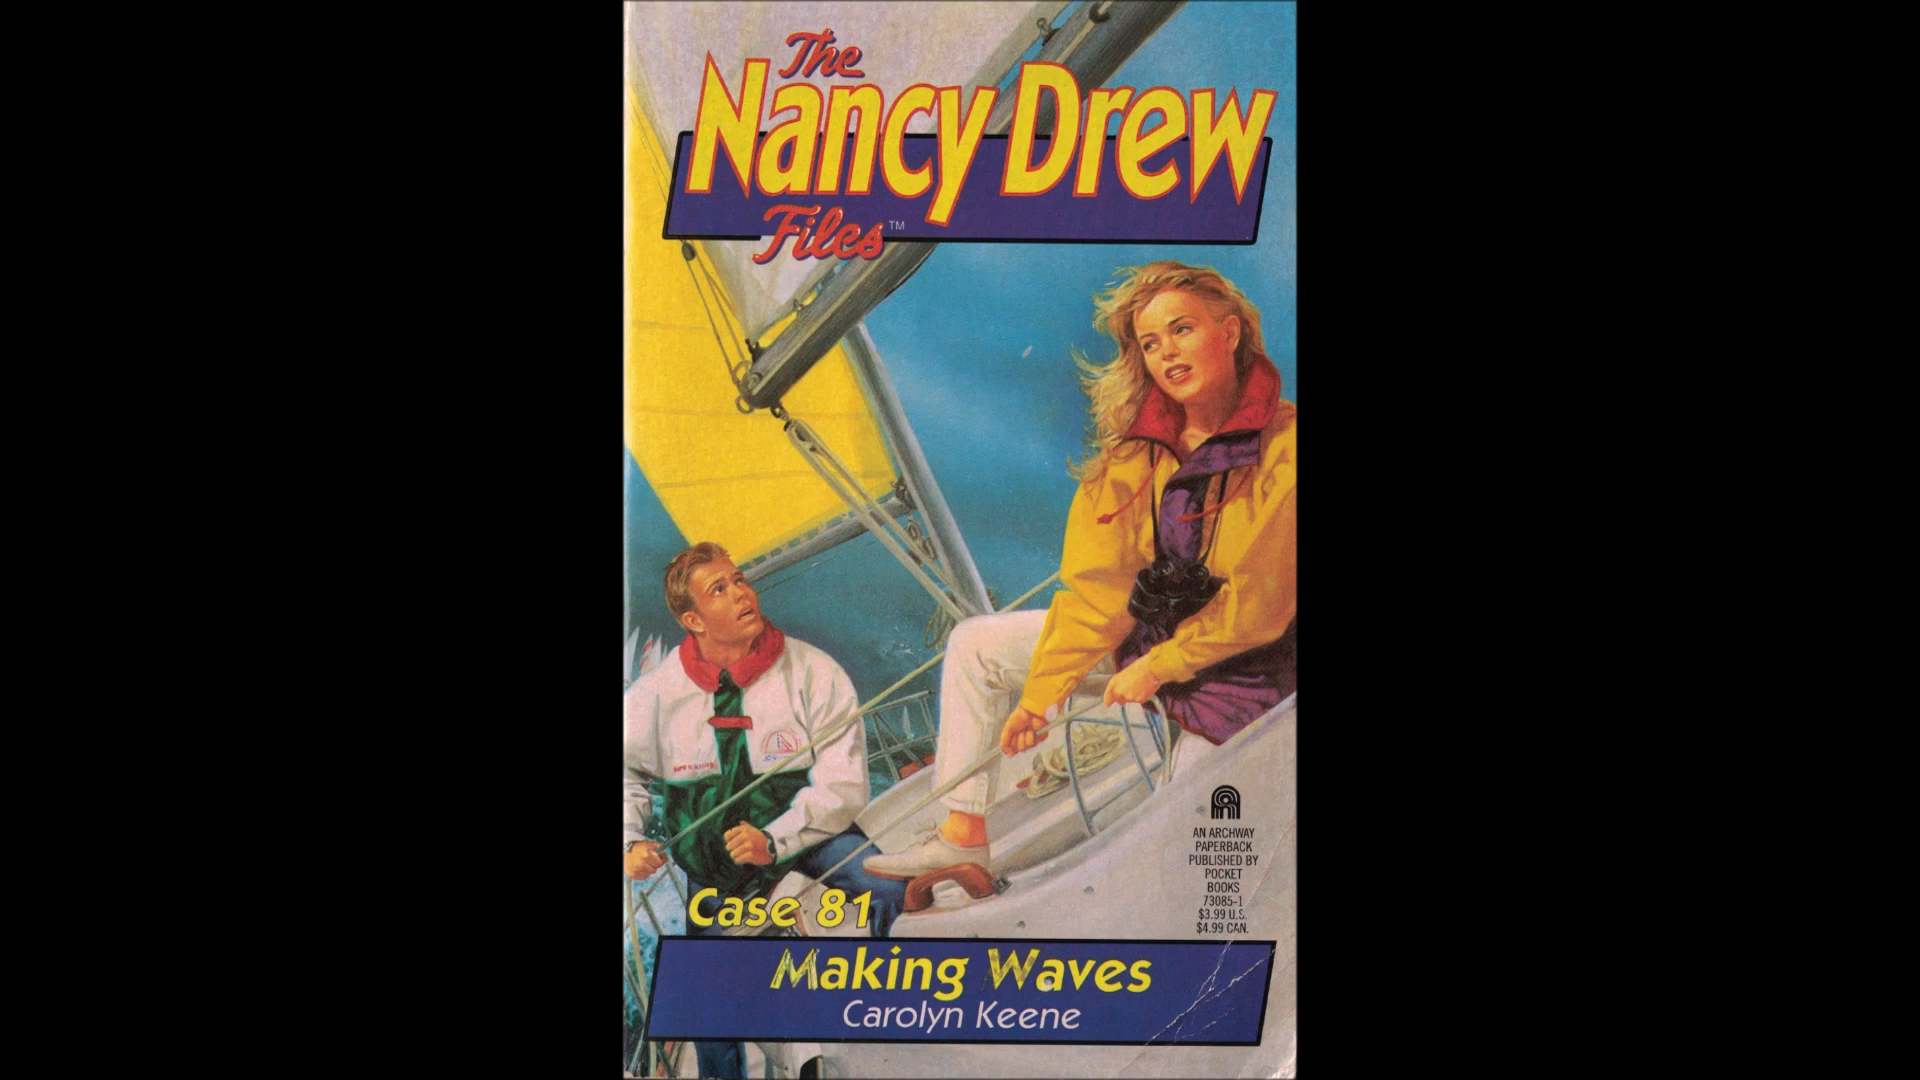 The
Nancy Drew
Files™
Case 81
Making Waves
Carolyn Keene
AN ARCHWAY
PAPERBACK
PUBLISHED BY
POCKET
BOOKS
73085-1
$3.99 U.S.
$4.99 CAN.